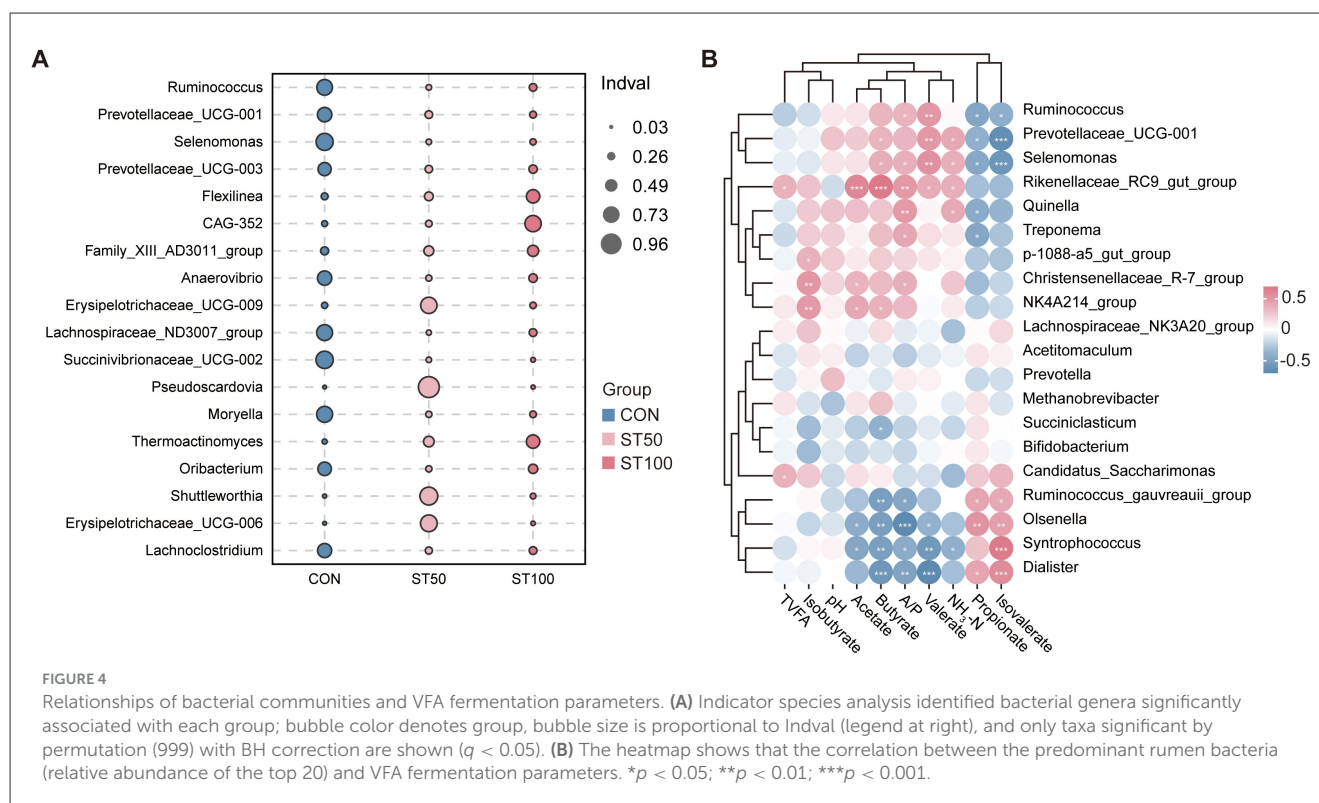 A
Ruminococcus
Prevotellaceae_UCG-001
Selenomonas
Prevotellaceae_UCG-003
Flexilinea
CAG-352
Family_XIII_AD3011_group
Anaerovibrio
Erysipelotrichaceae_UCG-009
Lachnospiraceae_ND3007_group
Succinivibrionaceae_UCG-002
Pseudoscardovia
Moryella
Thermoactinomyces
Oribacterium
Shuttleworthia
Erysipelotrichaceae_UCG-006
Lachnoclostridium
CON ST50 ST100
Indval
0.03
0.26
0.49
0.73
0.96
Group
CON
ST50
ST100
B
* ** * * Ruminococcus
** * * *** Prevotellaceae_UCG-001
* ** * * *** Selenomonas
* *** *** ** * * Rikenellaceae_RC9_gut_group
** * * Quinella
* * Treponema
* p-1088-a5_gut_group
** * * * Christensenellaceae_R-7_group
** * * NK4A214_group
Lachnospiraceae_NK3A20_group
Acetitomaculum
Prevotella
Methanobrevibacter
* Succiniclasticum
Bifidobacterium
* Candidatus_Saccharimonas
** * * * Ruminococcus_gauvreauii_group
* ** *** * ** ** Olsenella
* ** * ** * *** Syntrophococcus
*** ** *** * *** Dialister
TVFA
Isobutyrate
pH
Acetate
Butyrate
A/P
Valerate
NH3-N
Propionate
Isovalerate
0.5
0
-0.5
FIGURE 4
Relationships of bacterial communities and VFA fermentation parameters. (A) Indicator species analysis identified bacterial genera significantly
associated with each group; bubble color denotes group, bubble size is proportional to Indval (legend at right), and only taxa significant by
permutation (999) with BH correction are shown (q < 0.05). (B) The heatmap shows that the correlation between the predominant rumen bacteria
(relative abundance of the top 20) and VFA fermentation parameters. *p < 0.05; **p < 0.01; ***p < 0.001.